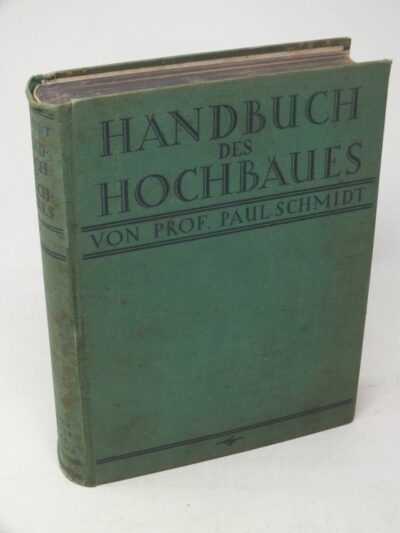 HANDBUCH
DES
HOCHBAUES
VON PROF. PAUL SCHMIDT